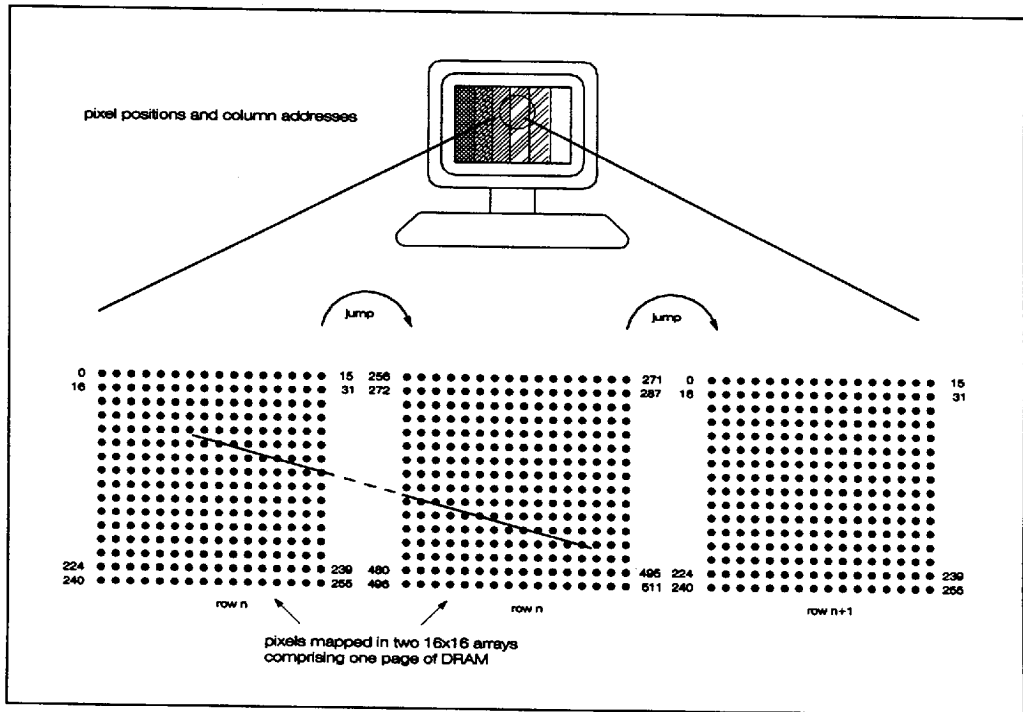 pixel positions and column addresses
jump jump
0 15 256 271 0 15
16 31 272 287 16 31
224 239 480 495 224 239
240 255 496 511 240 255
row n row n row n+1
pixels mapped in two 16x16 arrays
comprising one page of DRAM